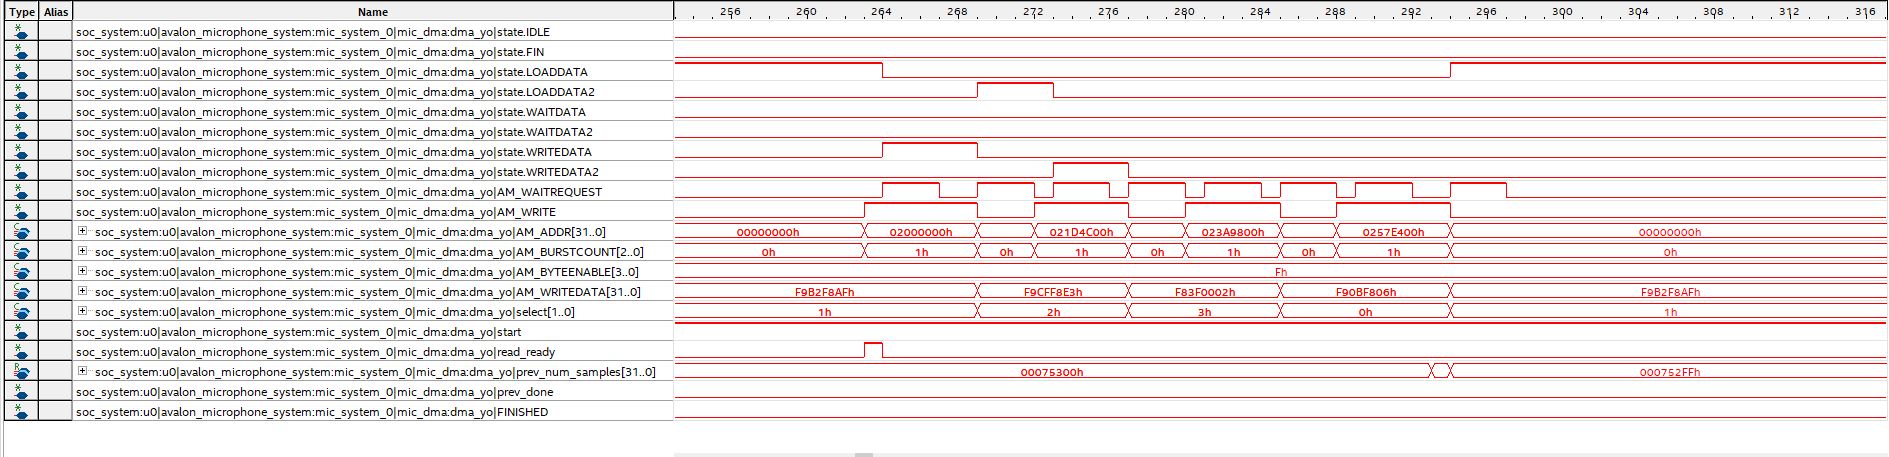 Type Alias Name 256 260 264 268 272 276 280 284 288 292 296 300 304 308 312 316
soc_system:u0|avalon_microphone_system:mic_system_0|mic_dma:dma_yo|state.IDLE
soc_system:u0|avalon_microphone_system:mic_system_0|mic_dma:dma_yo|state.FIN
soc_system:u0|avalon_microphone_system:mic_system_0|mic_dma:dma_yo|state.LOADDATA
soc_system:u0|avalon_microphone_system:mic_system_0|mic_dma:dma_yo|state.LOADDATA2
soc_system:u0|avalon_microphone_system:mic_system_0|mic_dma:dma_yo|state.WAITDATA
soc_system:u0|avalon_microphone_system:mic_system_0|mic_dma:dma_yo|state.WAITDATA2
soc_system:u0|avalon_microphone_system:mic_system_0|mic_dma:dma_yo|state.WRITEDATA
soc_system:u0|avalon_microphone_system:mic_system_0|mic_dma:dma_yo|state.WRITEDATA2
soc_system:u0|avalon_microphone_system:mic_system_0|mic_dma:dma_yo|AM_WAITREQUEST
soc_system:u0|avalon_microphone_system:mic_system_0|mic_dma:dma_yo|AM_WRITE
soc_system:u0|avalon_microphone_system:mic_system_0|mic_dma:dma_yo|AM_ADDR[31..0] 00000000h 02000000h 021D4C00h 023A9800h 0257E400h 00000000h
soc_system:u0|avalon_microphone_system:mic_system_0|mic_dma:dma_yo|AM_BURSTCOUNT[2..0] 0h 1h 0h 1h 0h 1h 0h 1h 0h
soc_system:u0|avalon_microphone_system:mic_system_0|mic_dma:dma_yo|AM_BYTEENABLE[3..0] Fh
soc_system:u0|avalon_microphone_system:mic_system_0|mic_dma:dma_yo|AM_WRITEDATA[31..0] F9B2F8AFh F9CFF8E3h F83F0002h F90BF806h F9B2F8AFh
soc_system:u0|avalon_microphone_system:mic_system_0|mic_dma:dma_yo|select[1..0] 1h 2h 3h 0h 1h
soc_system:u0|avalon_microphone_system:mic_system_0|mic_dma:dma_yo|start
soc_system:u0|avalon_microphone_system:mic_system_0|mic_dma:dma_yo|read_ready
soc_system:u0|avalon_microphone_system:mic_system_0|mic_dma:dma_yo|prev_num_samples[31..0] 00075300h 000752FFh
soc_system:u0|avalon_microphone_system:mic_system_0|mic_dma:dma_yo|prev_done
soc_system:u0|avalon_microphone_system:mic_system_0|mic_dma:dma_yo|FINISHED